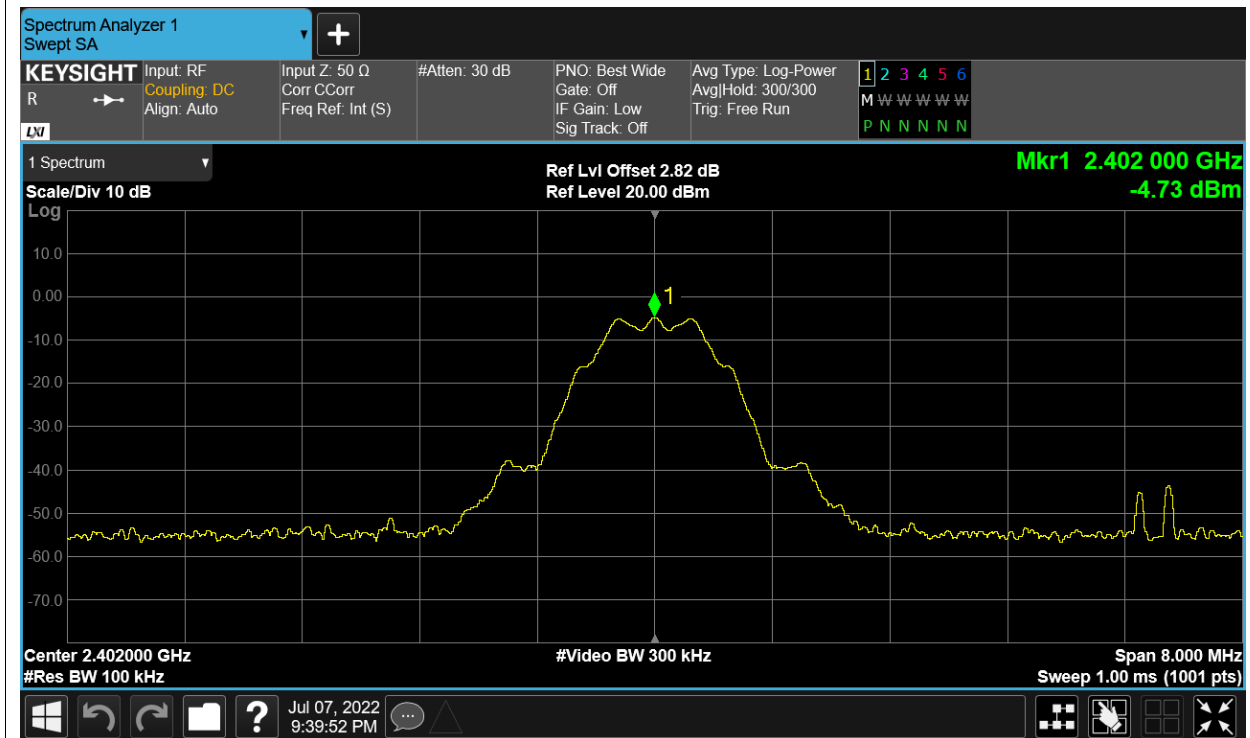 Spectrum Analyzer 1
Swept SA
KEYSIGHT
R
LXI
Input: RF
Coupling: DC
Align: Auto
Input Z: 50 Ω
Corr CCorr
Freq Ref: Int (S)
#Atten: 30 dB
PNO: Best Wide
Gate: Off
IF Gain: Low
Sig Track: Off
Avg Type: Log-Power
Avg|Hold: 300/300
Trig: Free Run
1 2 3 4 5 6
M W W W W W
P N N N N N
1 Spectrum
Scale/Div 10 dB
Ref Lvl Offset 2.82 dB
Ref Level 20.00 dBm
Mkr1 2.402 000 GHz
-4.73 dBm
Log
10.0
0.00
1
-10.0
-20.0
-30.0
-40.0
-50.0
-60.0
-70.0
Center 2.402000 GHz
#Res BW 100 kHz
#Video BW 300 kHz
Span 8.000 MHz
Sweep 1.00 ms (1001 pts)
?
Jul 07, 2022
9:39:52 PM